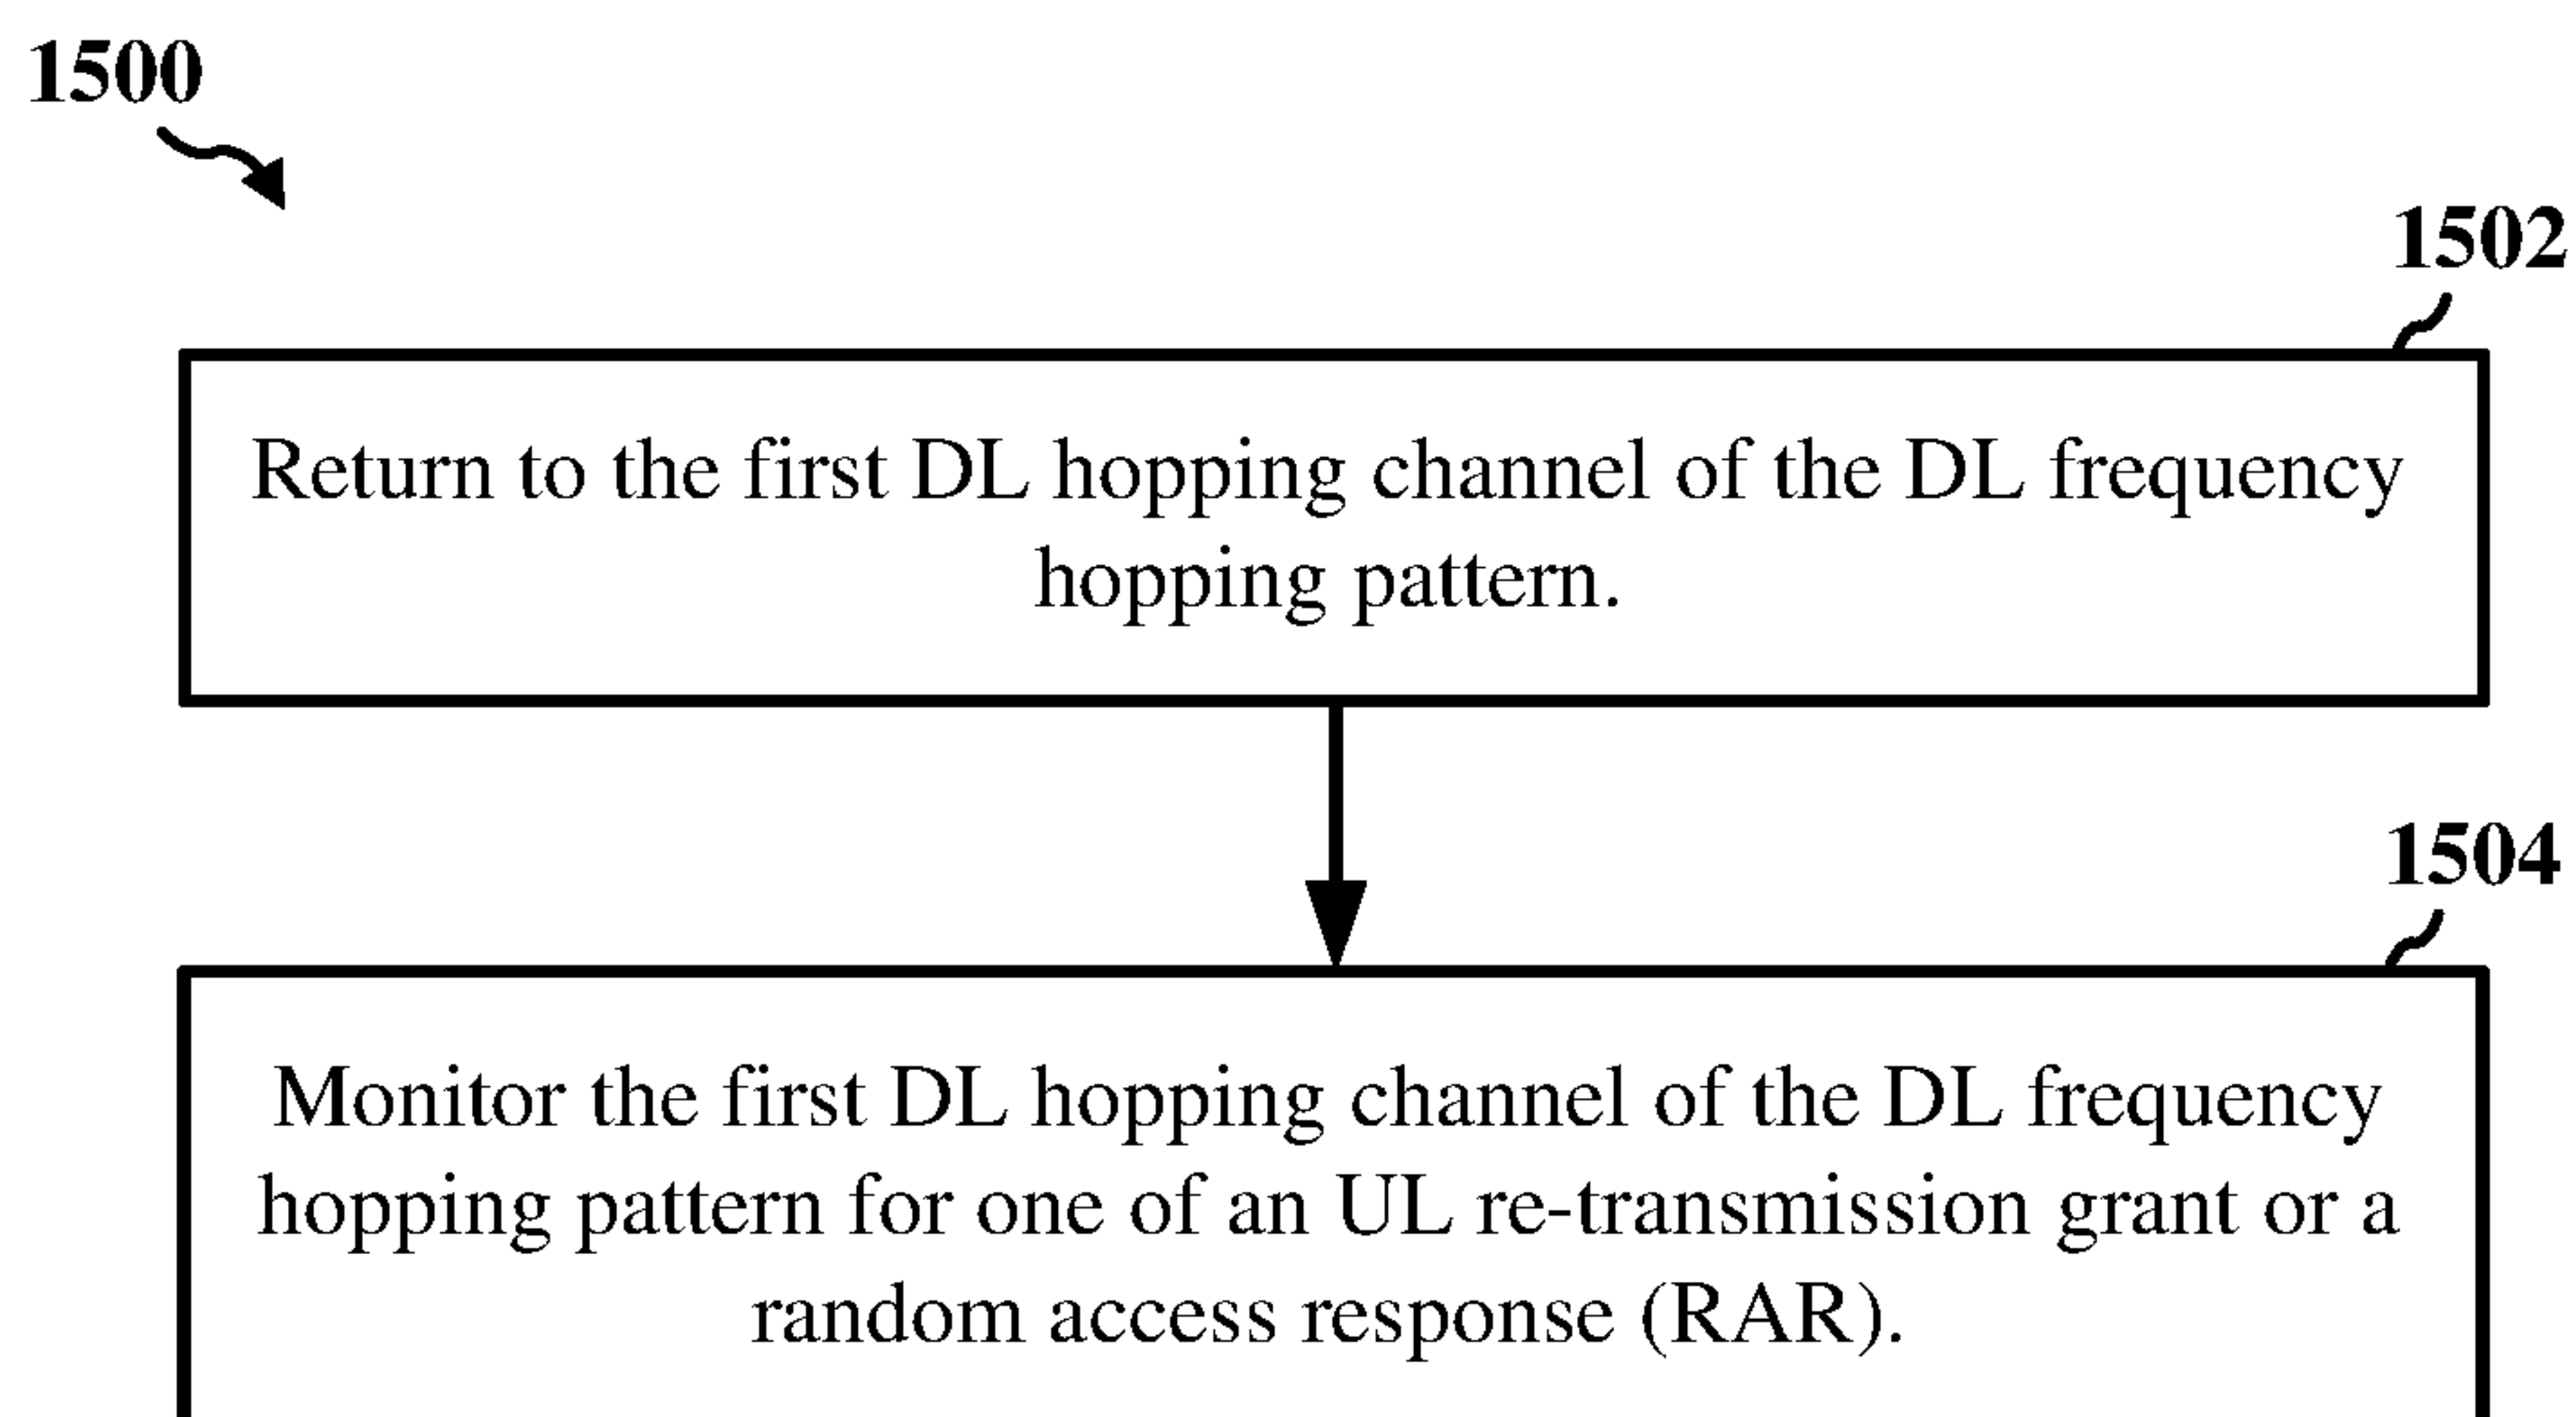 1500
1502
Return to the first DL hopping channel of the DL frequency
hopping pattern.
1504
Monitor the first DL hopping channel of the DL frequency
hopping pattern for one of an UL re-transmission grant or a
random access response (RAR).